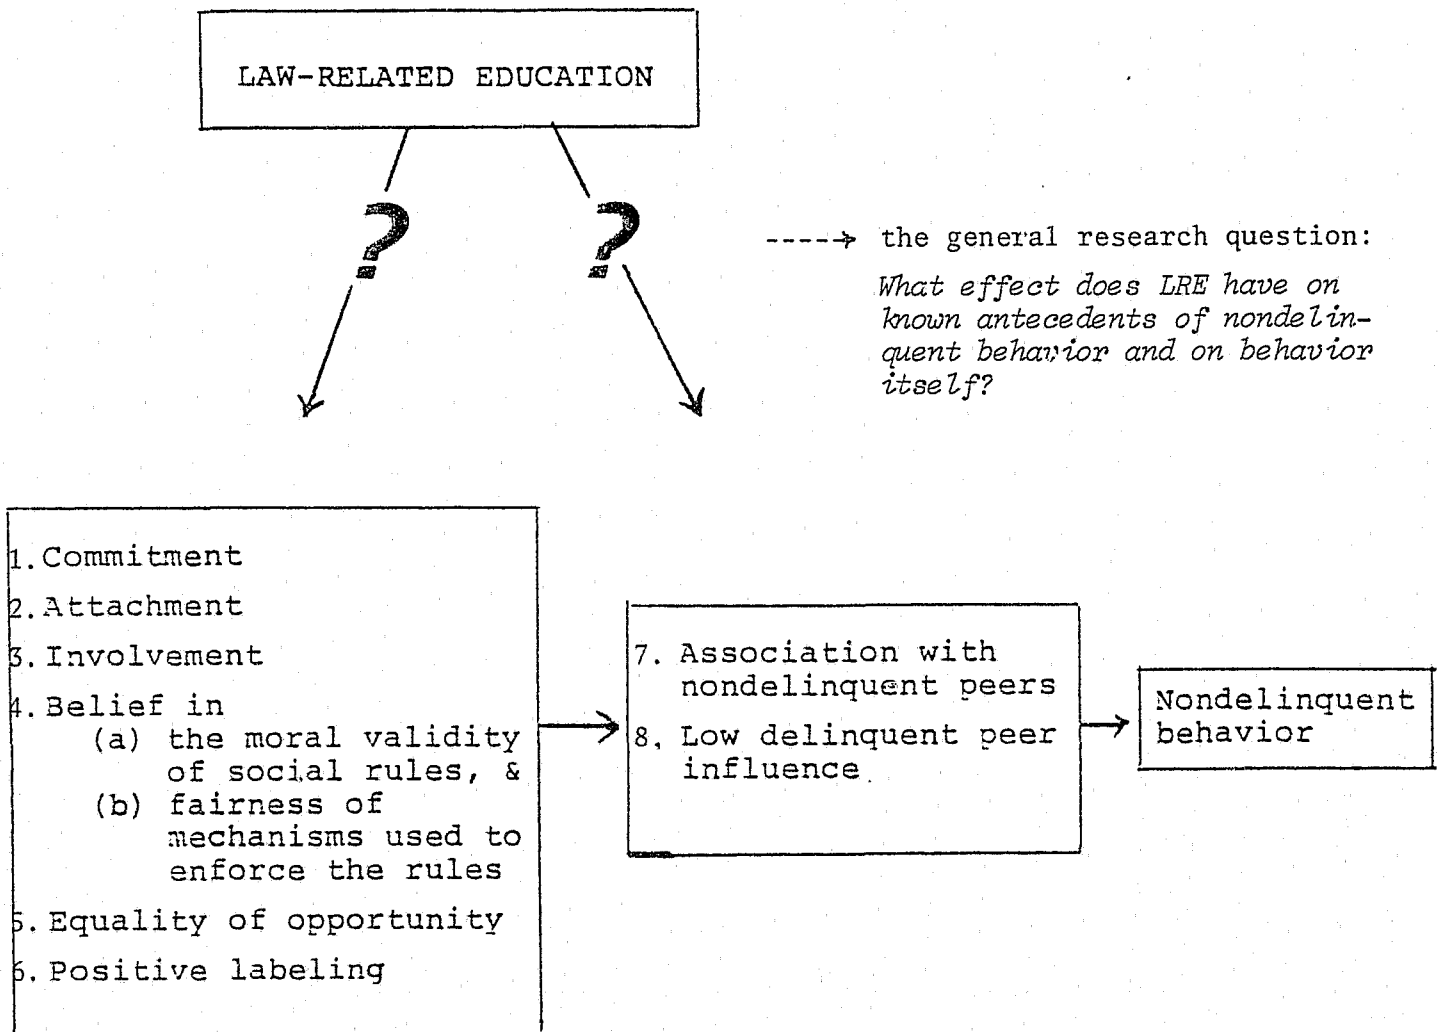 LAW-RELATED EDUCATION
?
?
-----→ the general research question:
What effect does LRE have on
known antecedents of nondelin-
quent behavior and on behavior
itself?
1. Commitment
2. Attachment
3. Involvement
4. Belief in
(a) the moral validity
of social rules, &
(b) fairness of
mechanisms used to
enforce the rules
5. Equality of opportunity
6. Positive labeling
7. Association with
nondelinquent peers
8. Low delinquent peer
influence
Nondelinquent
behavior